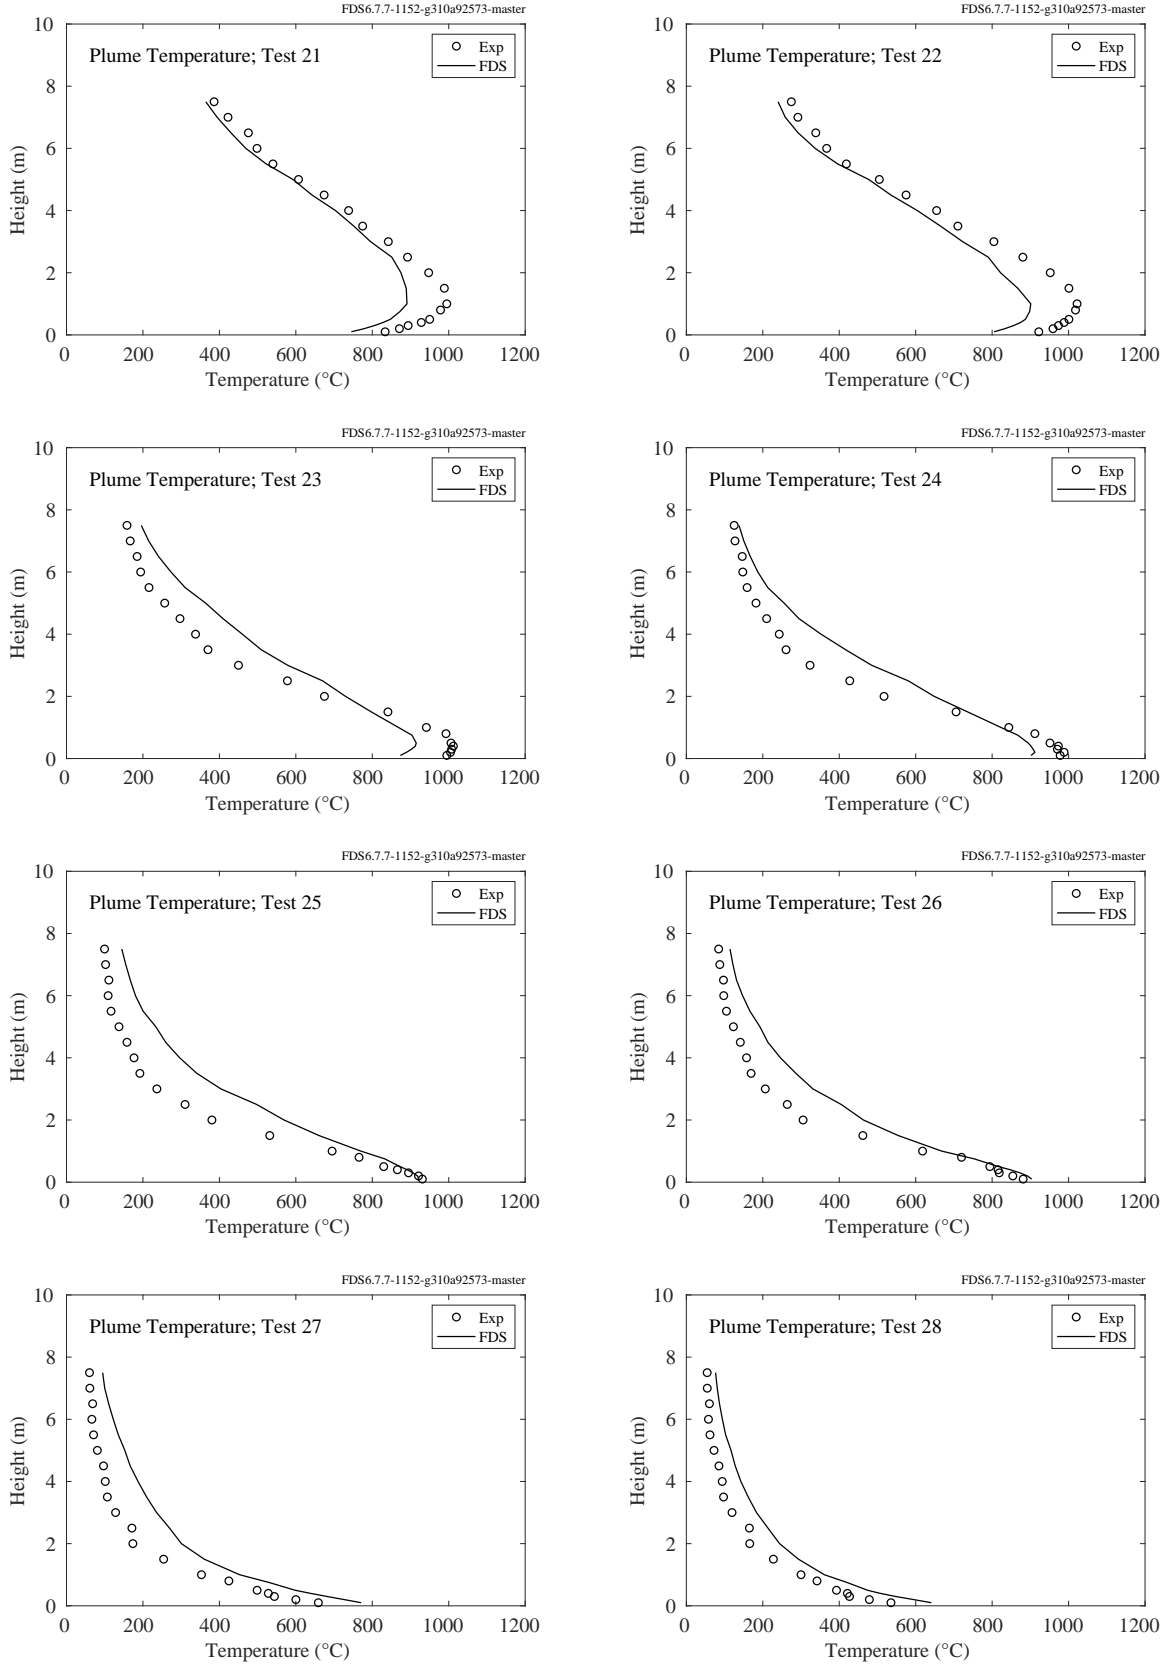 FDS6.7.7-1152-g310a92573-master
Plume Temperature; Test 21
Exp
FDS
10
8
6
4
2
0
Height (m)
0 200 400 600 800 1000 1200
Temperature (°C)
FDS6.7.7-1152-g310a92573-master
Plume Temperature; Test 22
Exp
FDS
10
8
6
4
2
0
Height (m)
0 200 400 600 800 1000 1200
Temperature (°C)
FDS6.7.7-1152-g310a92573-master
Plume Temperature; Test 23
Exp
FDS
10
8
6
4
2
0
Height (m)
0 200 400 600 800 1000 1200
Temperature (°C)
FDS6.7.7-1152-g310a92573-master
Plume Temperature; Test 24
Exp
FDS
10
8
6
4
2
0
Height (m)
0 200 400 600 800 1000 1200
Temperature (°C)
FDS6.7.7-1152-g310a92573-master
Plume Temperature; Test 25
Exp
FDS
10
8
6
4
2
0
Height (m)
0 200 400 600 800 1000 1200
Temperature (°C)
FDS6.7.7-1152-g310a92573-master
Plume Temperature; Test 26
Exp
FDS
10
8
6
4
2
0
Height (m)
0 200 400 600 800 1000 1200
Temperature (°C)
FDS6.7.7-1152-g310a92573-master
Plume Temperature; Test 27
Exp
FDS
10
8
6
4
2
0
Height (m)
0 200 400 600 800 1000 1200
Temperature (°C)
FDS6.7.7-1152-g310a92573-master
Plume Temperature; Test 28
Exp
FDS
10
8
6
4
2
0
Height (m)
0 200 400 600 800 1000 1200
Temperature (°C)